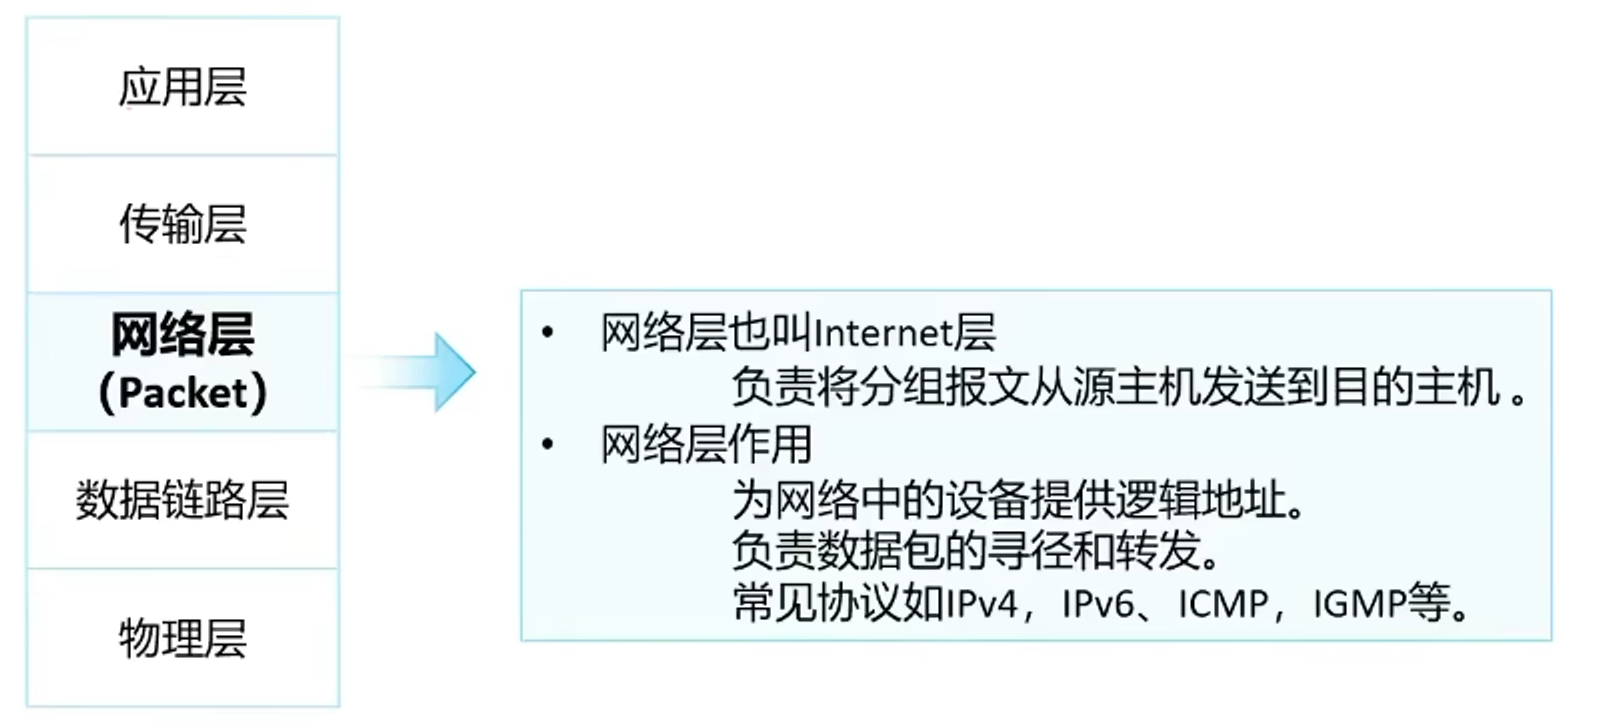 应用层
传输层
网络层
（Packet）
数据链路层
物理层
• 网络层也叫Internet层
负责将分组报文从源主机发送到目的主机 。
• 网络层作用
为网络中的设备提供逻辑地址。
负责数据包的寻径和转发。
常见协议如IPv4，IPv6、ICMP，IGMP等。